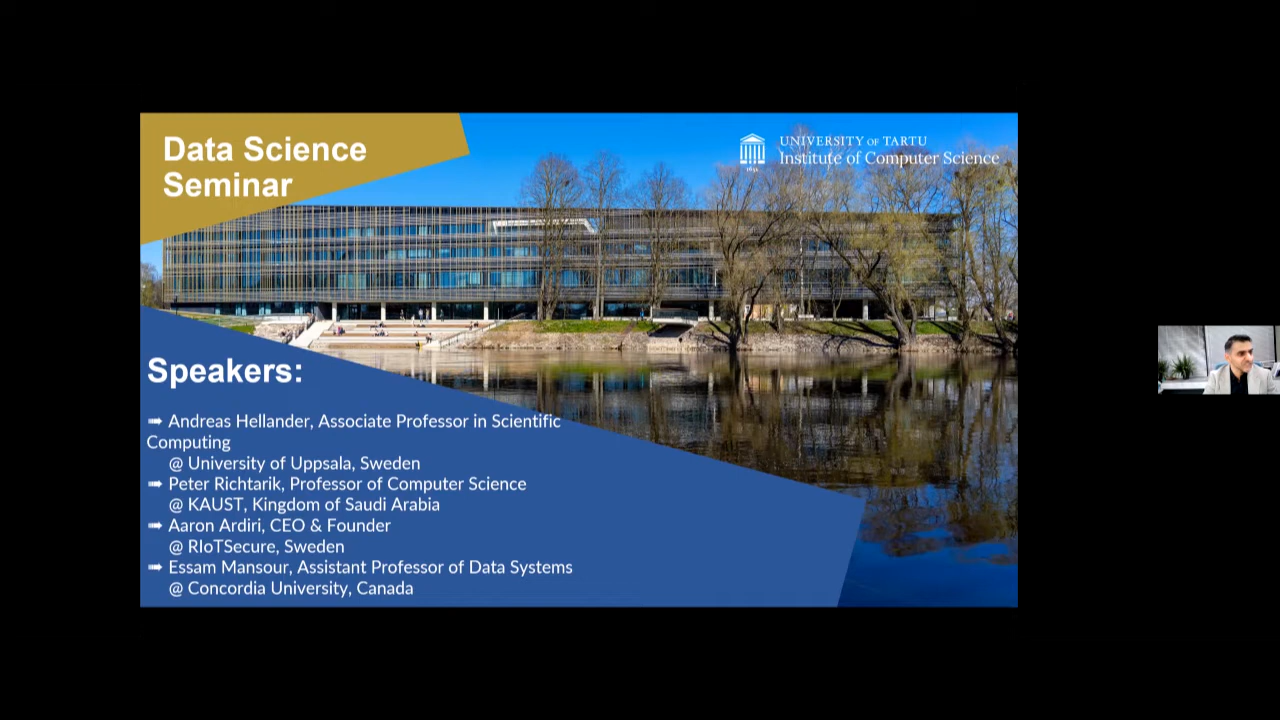 Data Science
Seminar
UNIVERSITY OF TARTU
Institute of Computer Science
1632
Speakers:
➠ Andreas Hellander, Associate Professor in Scientific
Computing
@ University of Uppsala, Sweden
➠ Peter Richtarik, Professor of Computer Science
@ KAUST, Kingdom of Saudi Arabia
➠ Aaron Ardiri, CEO & Founder
@ RIoTSecure, Sweden
➠ Essam Mansour, Assistant Professor of Data Systems
@ Concordia University, Canada